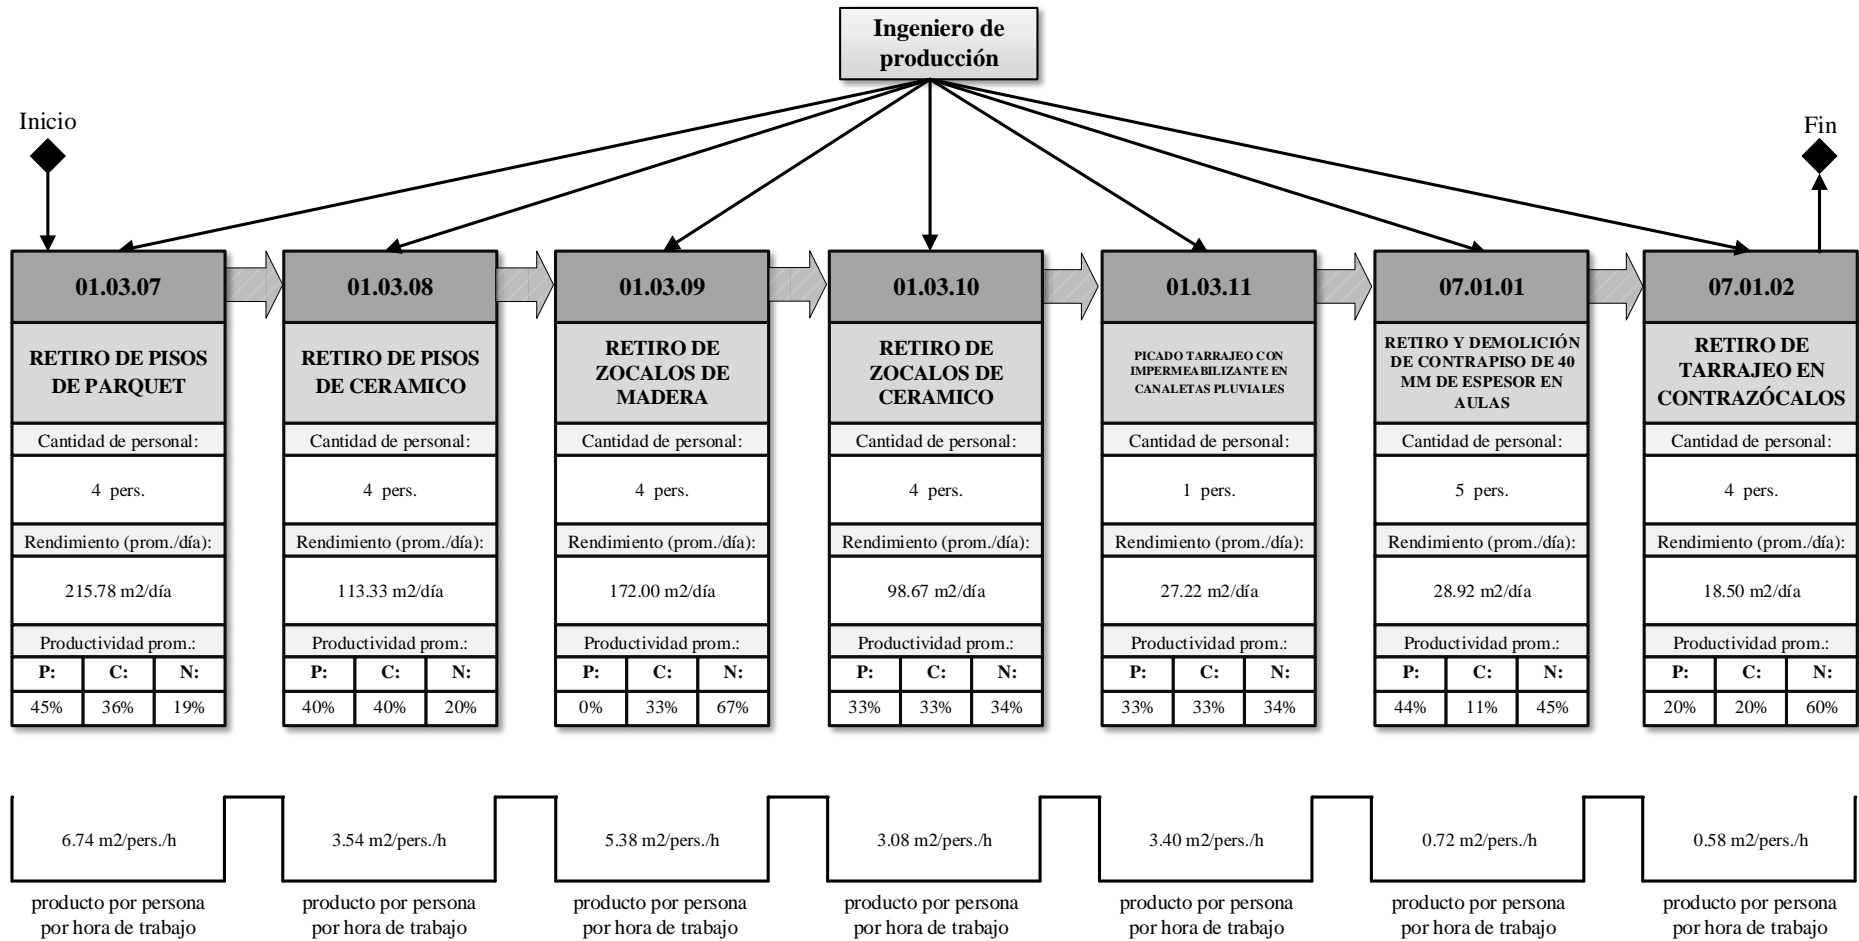 Ingeniero de
producción
Inicio
Fin
01.03.07
RETIRO DE PISOS
DE PARQUET
Cantidad de personal:
4 pers.
Rendimiento (prom./día):
215.78 m2/día
Productividad prom.:
P: C: N:
45% 36% 19%
01.03.08
RETIRO DE PISOS
DE CERAMICO
Cantidad de personal:
4 pers.
Rendimiento (prom./día):
113.33 m2/día
Productividad prom.:
P: C: N:
40% 40% 20%
01.03.09
RETIRO DE
ZOCALOS DE
MADERA
Cantidad de personal:
4 pers.
Rendimiento (prom./día):
172.00 m2/día
Productividad prom.:
P: C: N:
0% 33% 67%
01.03.10
RETIRO DE
ZOCALOS DE
CERAMICO
Cantidad de personal:
4 pers.
Rendimiento (prom./día):
98.67 m2/día
Productividad prom.:
P: C: N:
33% 33% 34%
01.03.11
PICADO TARRAJEO CON
IMPERMEABILIZANTE EN
CANALETAS PLUVIALES
Cantidad de personal:
1 pers.
Rendimiento (prom./día):
27.22 m2/día
Productividad prom.:
P: C: N:
33% 33% 34%
07.01.01
RETIRO Y DEMOLICIÓN
DE CONTRAPISO DE 40
MM DE ESPESOR EN
AULAS
Cantidad de personal:
5 pers.
Rendimiento (prom./día):
28.92 m2/día
Productividad prom.:
P: C: N:
44% 11% 45%
07.01.02
RETIRO DE
TARRAJEO EN
CONTRAZÓCALOS
Cantidad de personal:
4 pers.
Rendimiento (prom./día):
18.50 m2/día
Productividad prom.:
P: C: N:
20% 20% 60%
6.74 m2/pers./h
producto por persona
por hora de trabajo
3.54 m2/pers./h
producto por persona
por hora de trabajo
5.38 m2/pers./h
producto por persona
por hora de trabajo
3.08 m2/pers./h
producto por persona
por hora de trabajo
3.40 m2/pers./h
producto por persona
por hora de trabajo
0.72 m2/pers./h
producto por persona
por hora de trabajo
0.58 m2/pers./h
producto por persona
por hora de trabajo